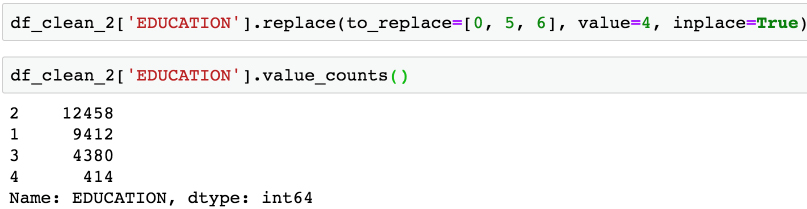 df_clean_2['EDUCATION'].replace(to_replace=[0, 5, 6], value=4, inplace=True)
df_clean_2['EDUCATION'].value_counts()
2    12458
1     9412
3     4380
4      414
Name: EDUCATION, dtype: int64